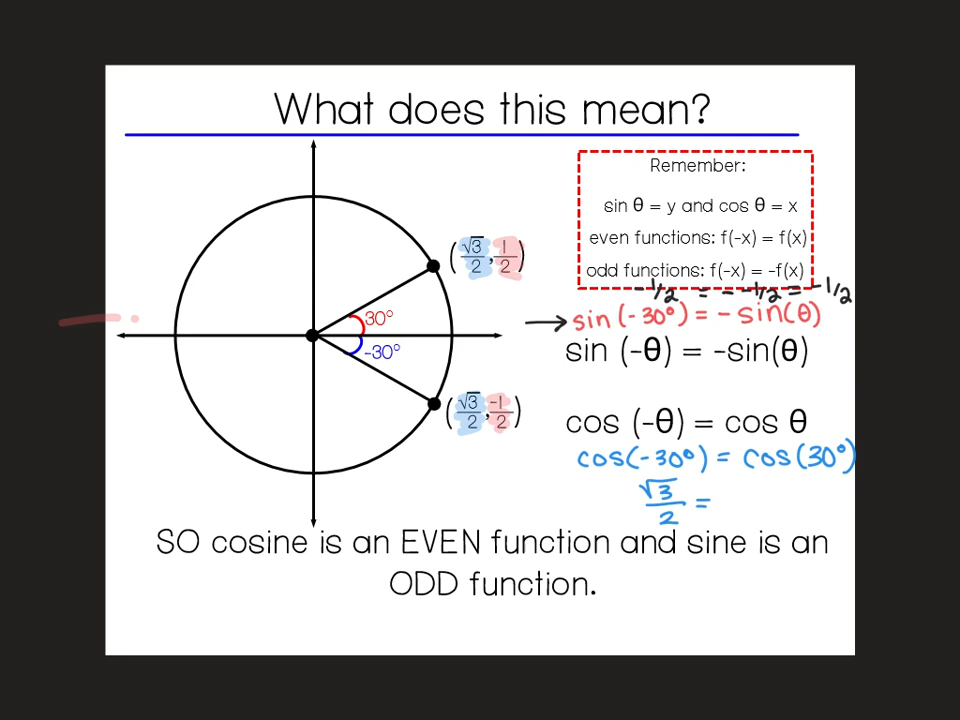 What does this mean?
Remember:
sin θ = y and cos θ = x
even functions: f(-x) = f(x)
odd functions: f(-x) = -f(x)
-1/2 = - -1/2 = -1/2
→ sin (-30°) = - sin(θ)
sin (-θ) = -sin(θ)
cos (-θ) = cos θ
cos(-30°) = cos(30°)
√3/2 =
(√3/2, 1/2)
30°
-30°
(√3/2, -1/2)
SO cosine is an EVEN function and sine is an
ODD function.